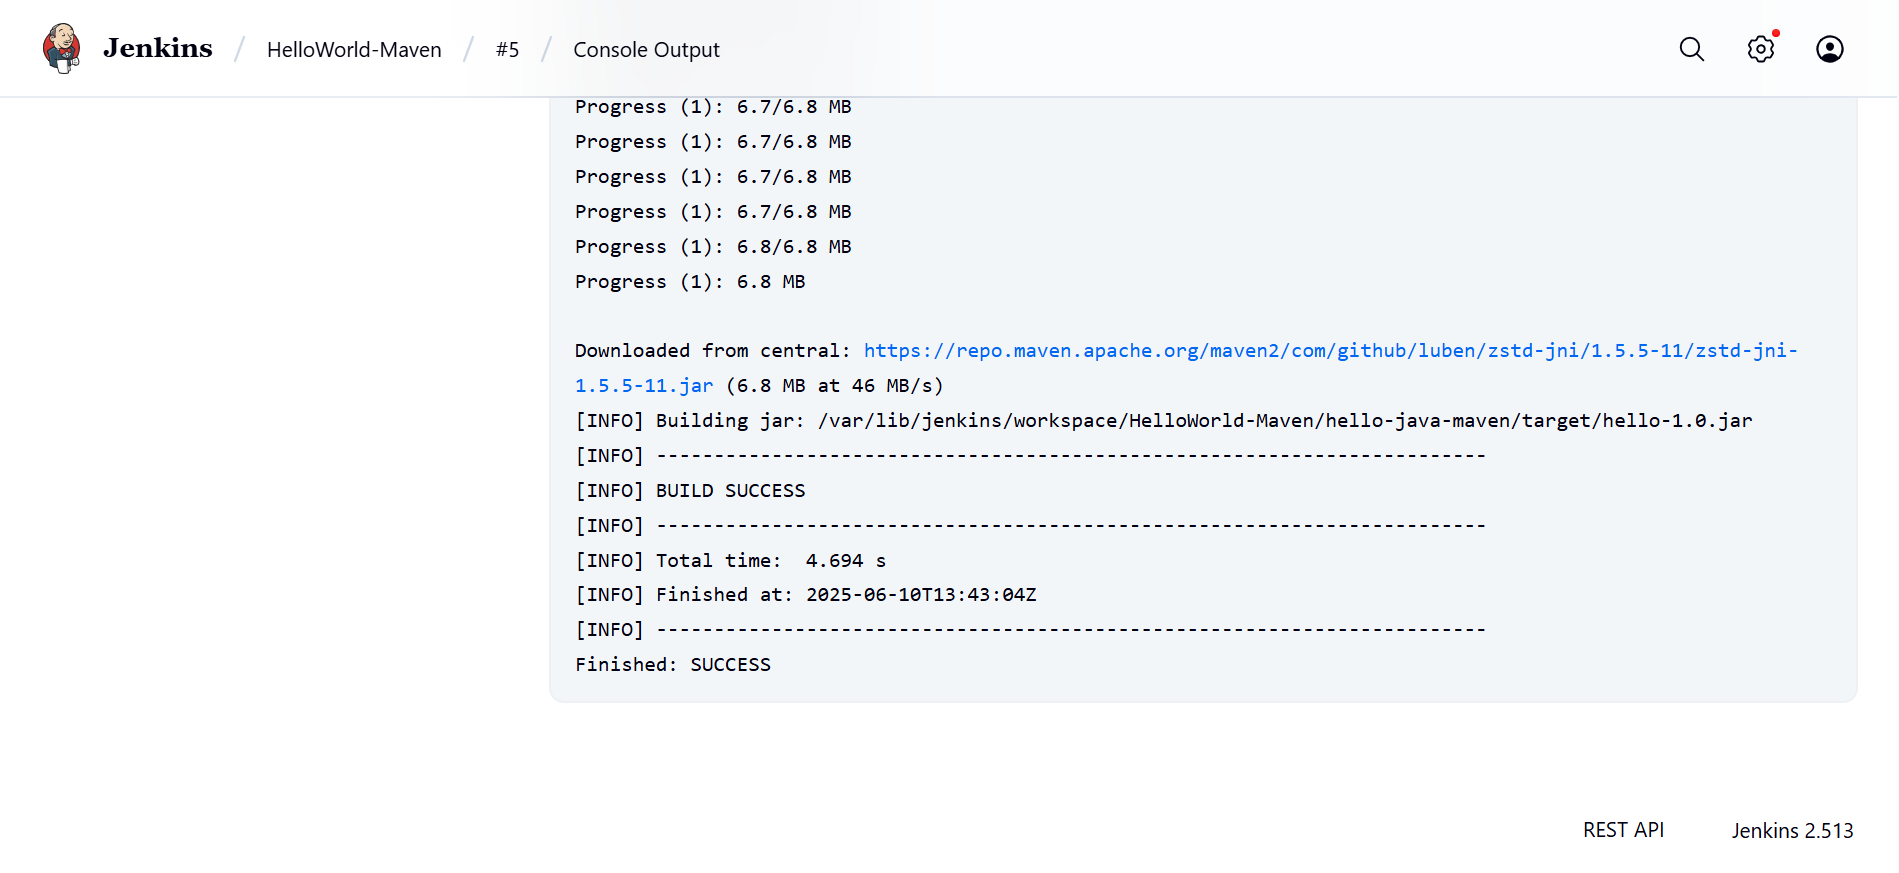 Jenkins / HelloWorld-Maven / #5 / Console Output
Progress (1): 6.7/6.8 MB
Progress (1): 6.7/6.8 MB
Progress (1): 6.7/6.8 MB
Progress (1): 6.7/6.8 MB
Progress (1): 6.8/6.8 MB
Progress (1): 6.8 MB
Downloaded from central: https://repo.maven.apache.org/maven2/com/github/luben/zstd-jni/1.5.5-11/zstd-jni-
1.5.5-11.jar (6.8 MB at 46 MB/s)
[INFO] Building jar: /var/lib/jenkins/workspace/HelloWorld-Maven/hello-java-maven/target/hello-1.0.jar
[INFO] ------------------------------------------------------------------------
[INFO] BUILD SUCCESS
[INFO] ------------------------------------------------------------------------
[INFO] Total time:  4.694 s
[INFO] Finished at: 2025-06-10T13:43:04Z
[INFO] ------------------------------------------------------------------------
Finished: SUCCESS
REST API Jenkins 2.513